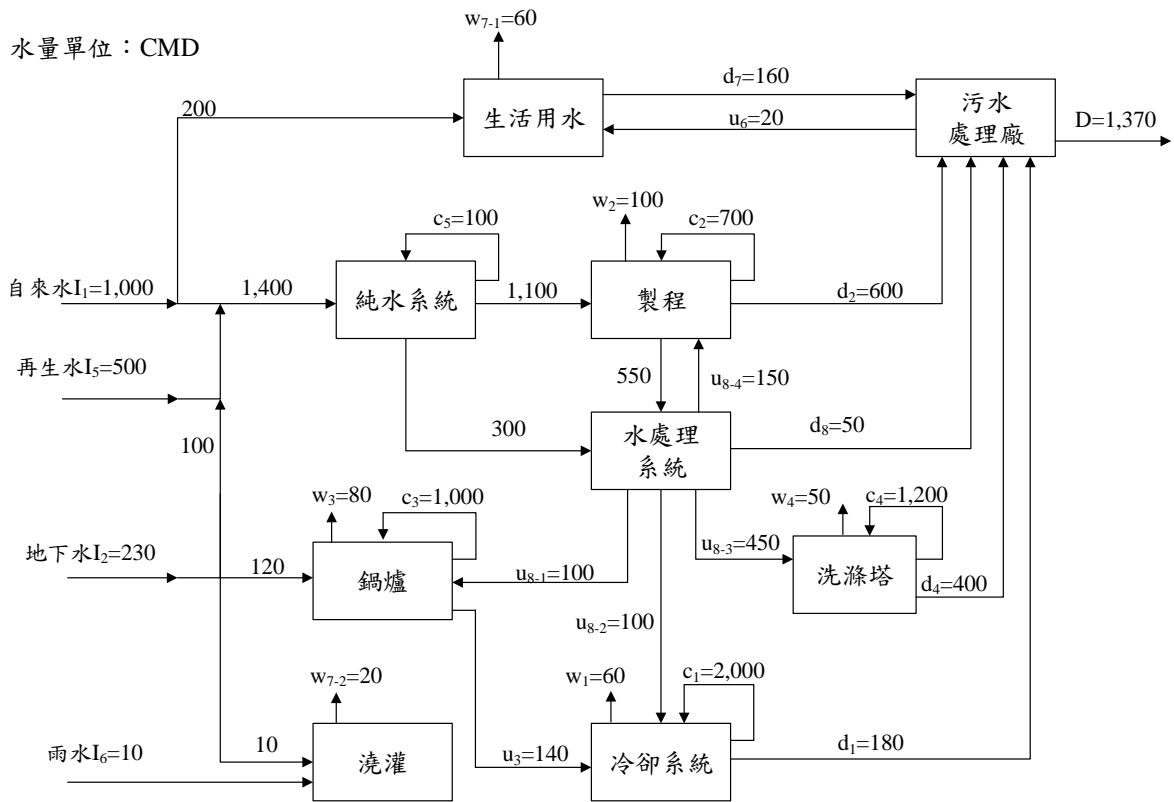 水量單位：CMD
w7-1=60
200
生活用水
d7=160
u6=20
污水
處理廠
D=1,370
自來水I1=1,000
1,400
c5=100
純水系統
1,100
w2=100
c2=700
製程
d2=600
再生水I5=500
100
300
550
u8-4=150
水處理
系統
d8=50
地下水I2=230
120
w3=80
c3=1,000
鍋爐
u8-1=100
u8-2=100
u8-3=450
w4=50
c4=1,200
洗滌塔
d4=400
雨水I6=10
10
w7-2=20
澆灌
u3=140
w1=60
c1=2,000
冷卻系統
d1=180